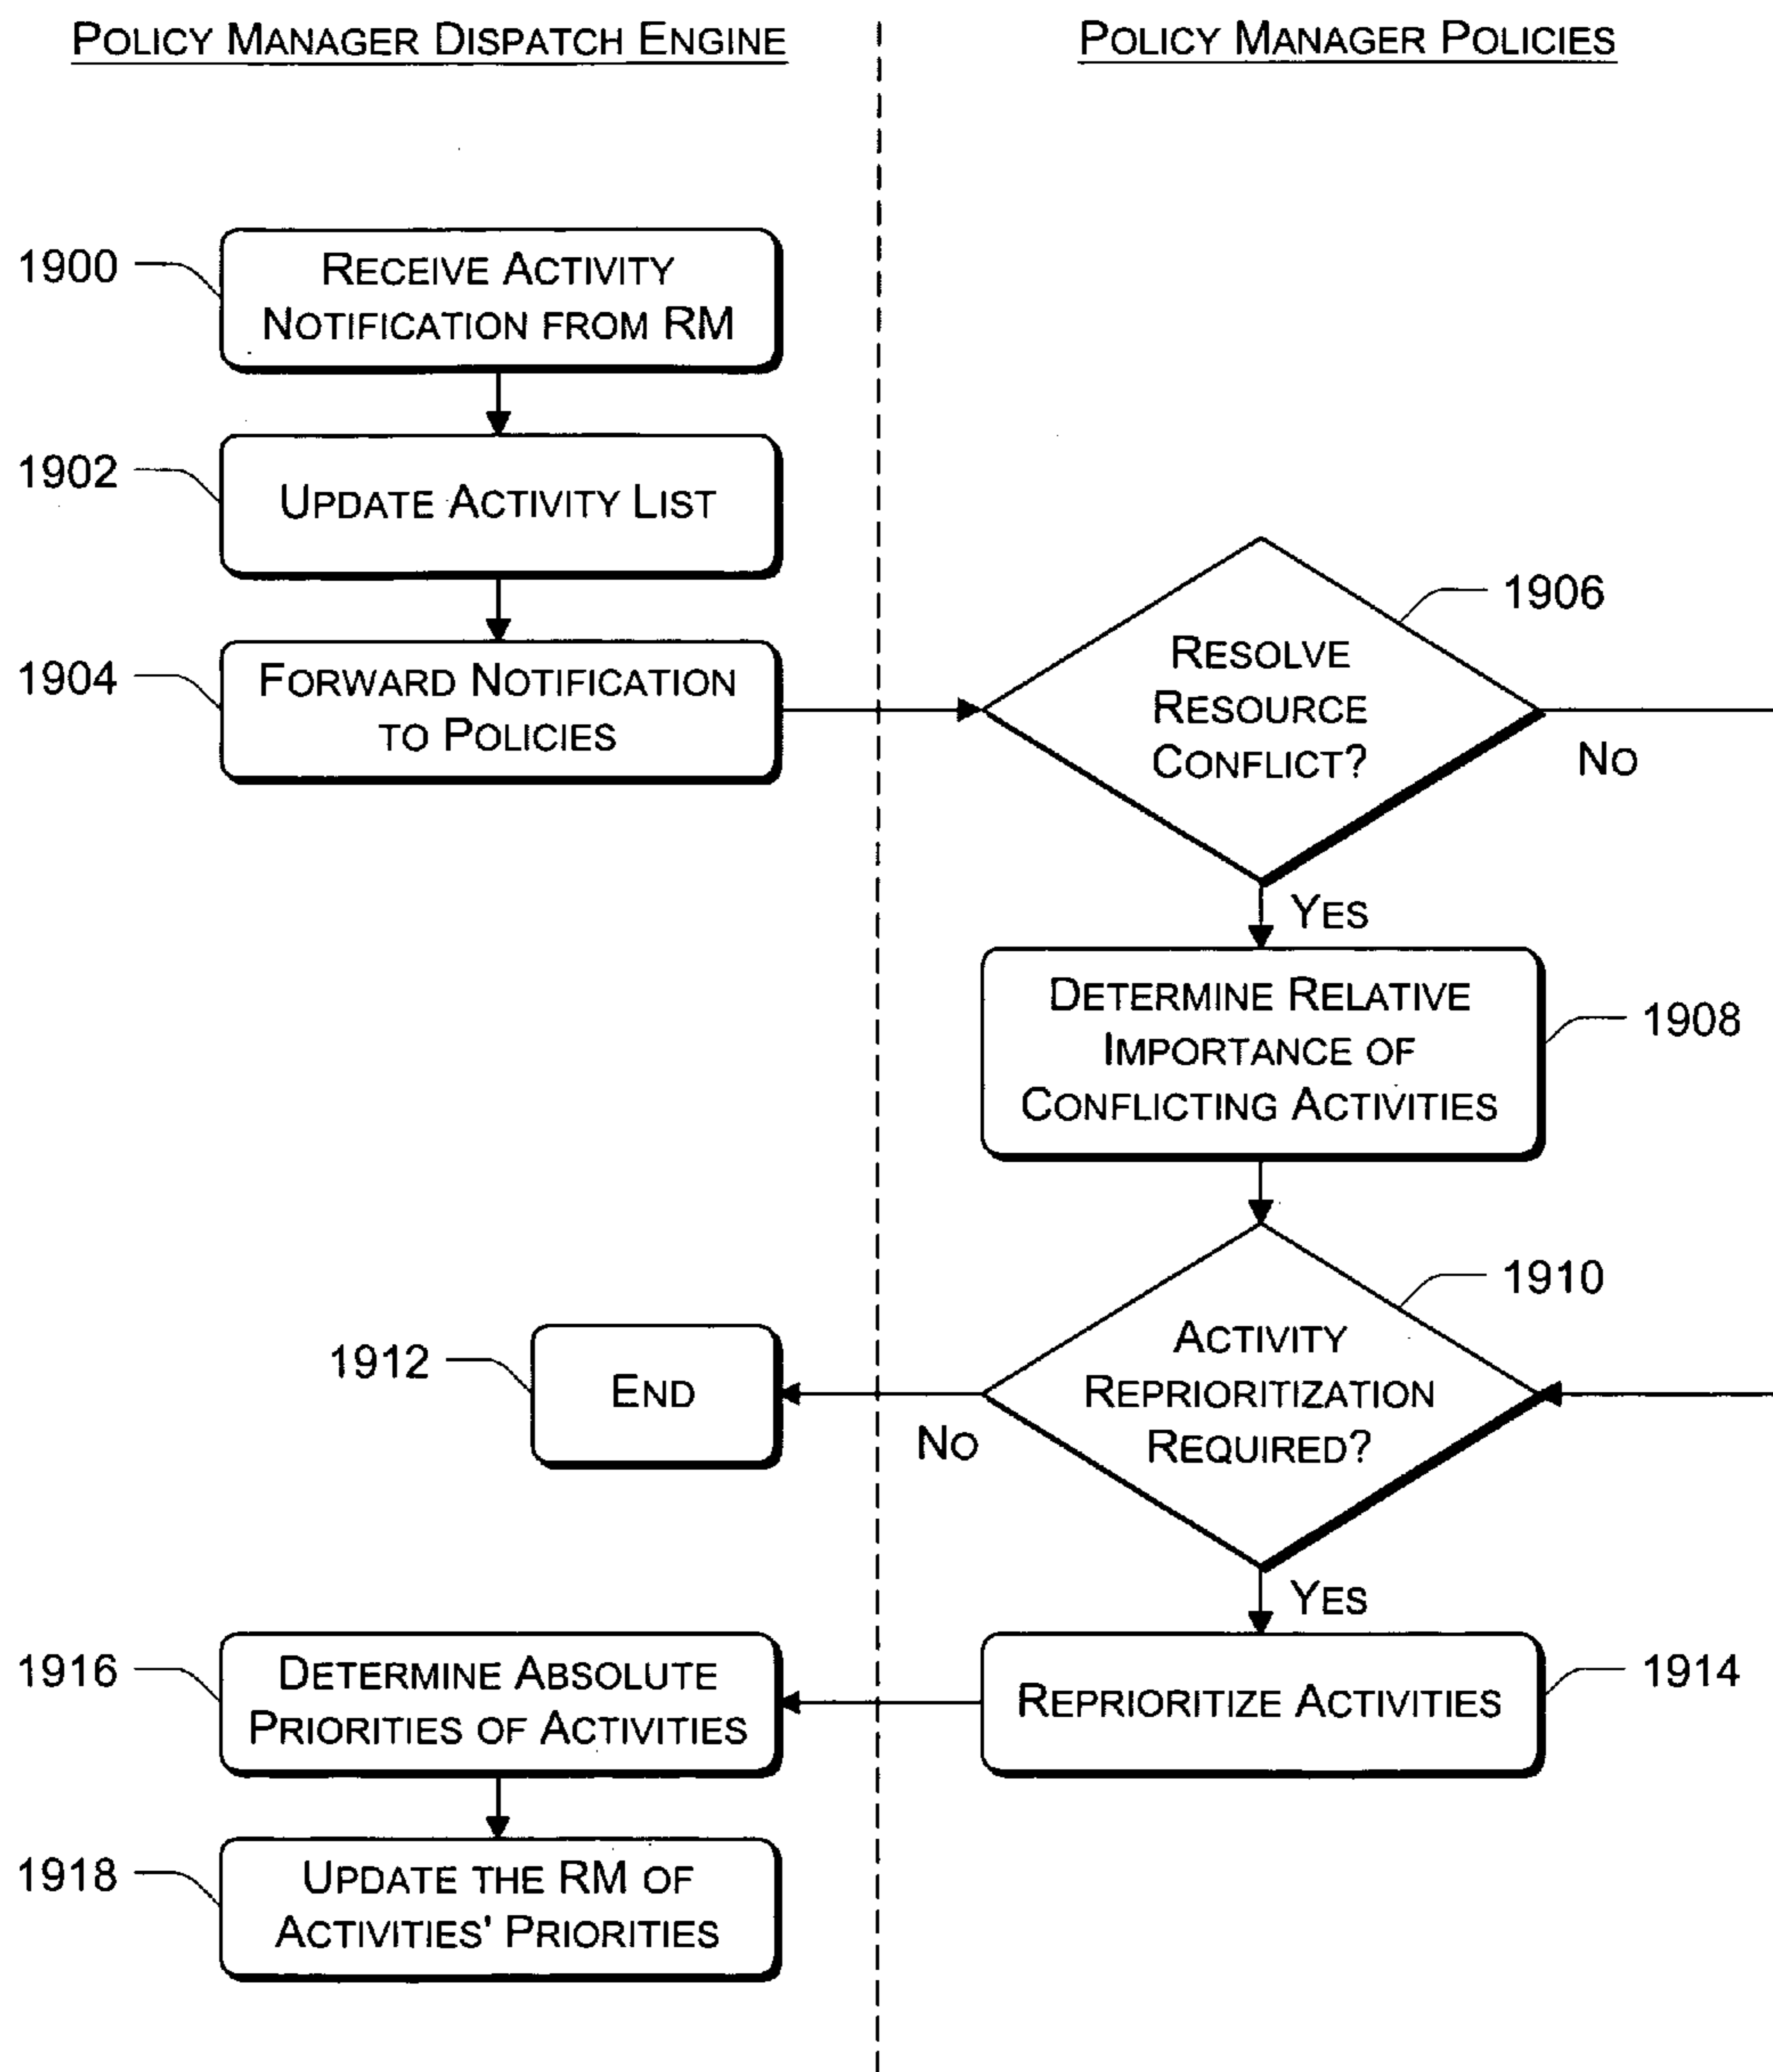 POLICY MANAGER DISPATCH ENGINE
POLICY MANAGER POLICIES
1900
RECEIVE ACTIVITY
NOTIFICATION FROM RM
1902
UPDATE ACTIVITY LIST
1904
FORWARD NOTIFICATION
TO POLICIES
1906
RESOLVE
RESOURCE
CONFLICT?
NO
YES
DETERMINE RELATIVE
IMPORTANCE OF
CONFLICTING ACTIVITIES
1908
1910
ACTIVITY
REPRIORITIZATION
REQUIRED?
1912
END
NO
YES
1914
REPRIORITIZE ACTIVITIES
1916
DETERMINE ABSOLUTE
PRIORITIES OF ACTIVITIES
1918
UPDATE THE RM OF
ACTIVITIES' PRIORITIES